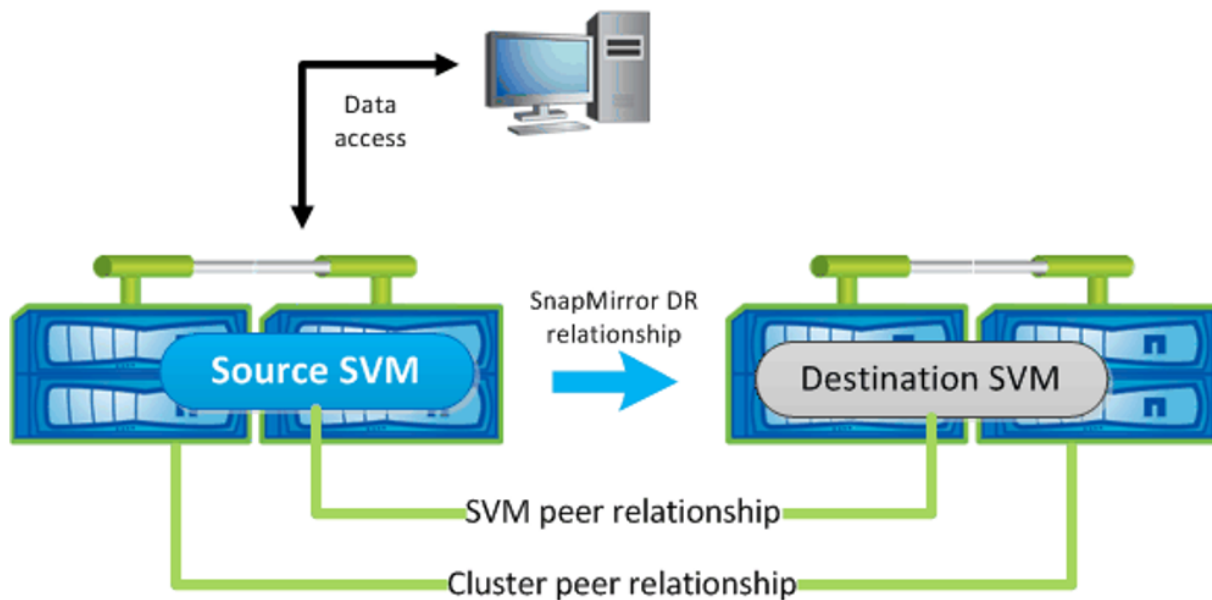 Data
access
SnapMirror DR
relationship
Source SVM
Destination SVM
SVM peer relationship
Cluster peer relationship